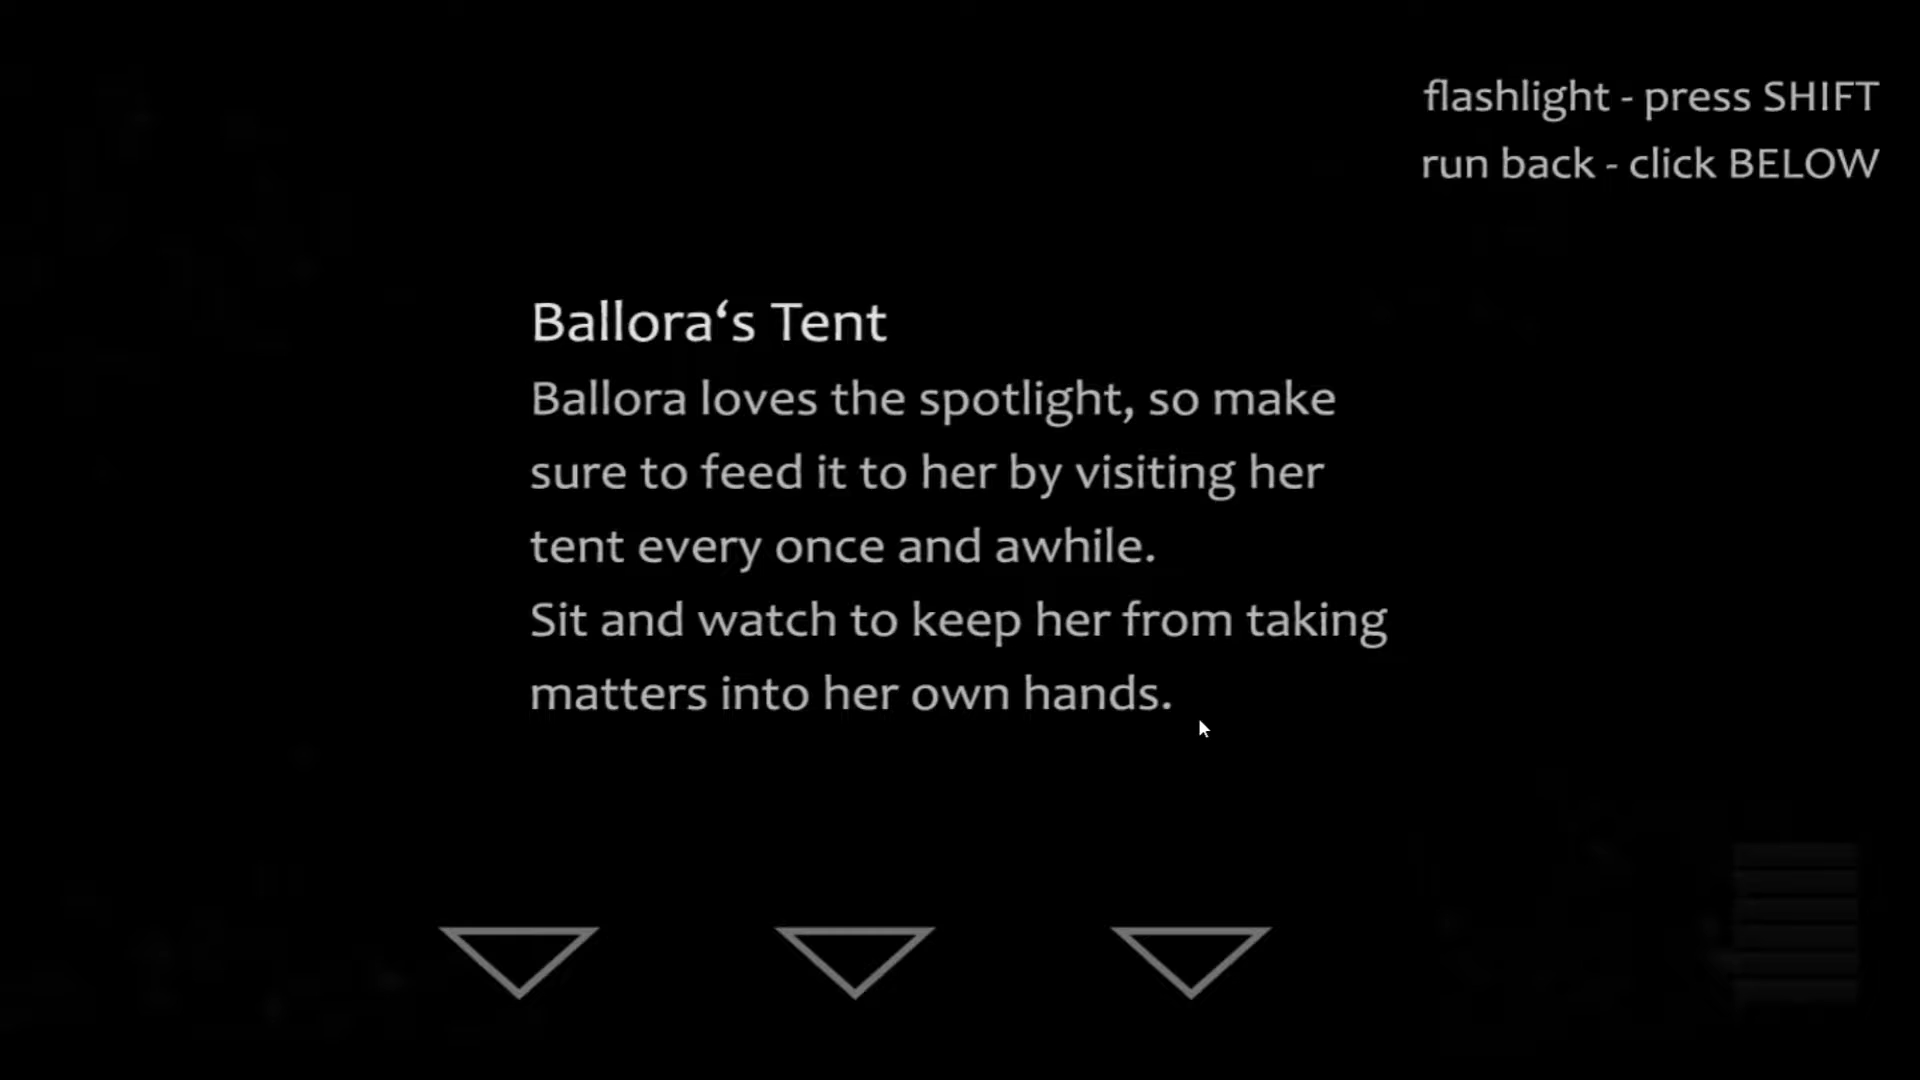 flashlight - press SHIFT
run back - click BELOW
Ballora‘s Tent
Ballora loves the spotlight, so make
sure to feed it to her by visiting her
tent every once and awhile.
Sit and watch to keep her from taking
matters into her own hands.